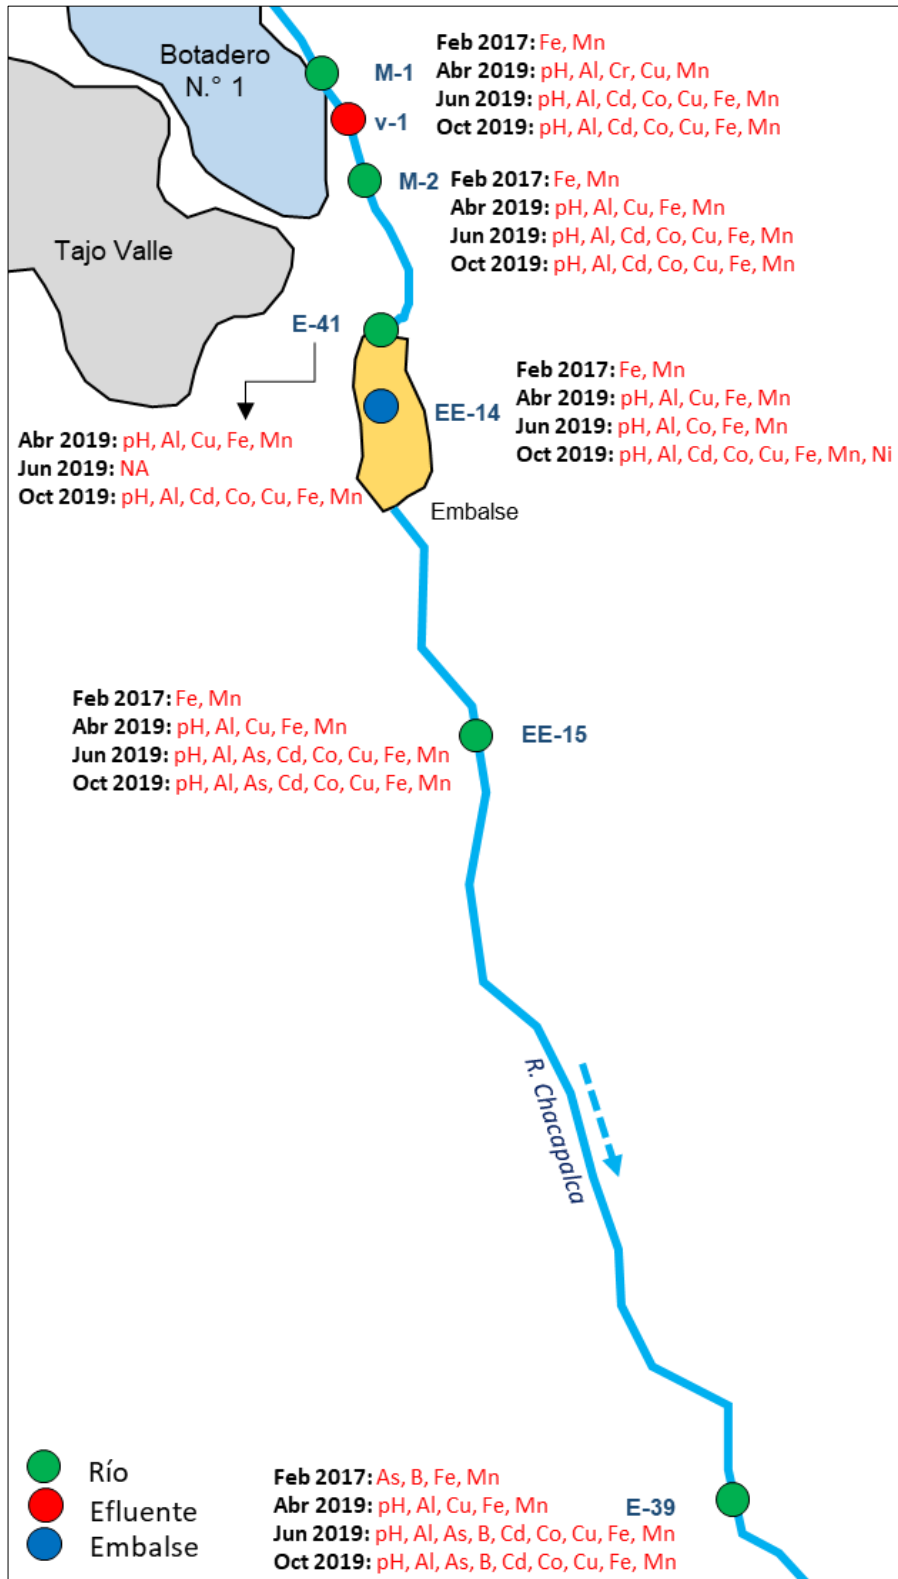 Botadero
N.° 1
M-1
Feb 2017: Fe, Mn
Abr 2019: pH, Al, Cr, Cu, Mn
Jun 2019: pH, Al, Cd, Co, Cu, Fe, Mn
Oct 2019: pH, Al, Cd, Co, Cu, Fe, Mn
v-1
M-2
Feb 2017: Fe, Mn
Abr 2019: pH, Al, Cu, Fe, Mn
Jun 2019: pH, Al, Cd, Co, Cu, Fe, Mn
Oct 2019: pH, Al, Cd, Co, Cu, Fe, Mn
Tajo Valle
E-41
Abr 2019: pH, Al, Cu, Fe, Mn
Jun 2019: NA
Oct 2019: pH, Al, Cd, Co, Cu, Fe, Mn
EE-14
Feb 2017: Fe, Mn
Abr 2019: pH, Al, Cu, Fe, Mn
Jun 2019: pH, Al, Co, Fe, Mn
Oct 2019: pH, Al, Cd, Co, Cu, Fe, Mn, Ni
Embalse
Feb 2017: Fe, Mn
Abr 2019: pH, Al, Cu, Fe, Mn
Jun 2019: pH, Al, As, Cd, Co, Cu, Fe, Mn
Oct 2019: pH, Al, As, Cd, Co, Cu, Fe, Mn
EE-15
R. Chacapalca
Río
Efluente
Embalse
Feb 2017: As, B, Fe, Mn
Abr 2019: pH, Al, Cu, Fe, Mn
Jun 2019: pH, Al, As, B, Cd, Co, Cu, Fe, Mn
Oct 2019: pH, Al, As, B, Cd, Co, Cu, Fe, Mn
E-39